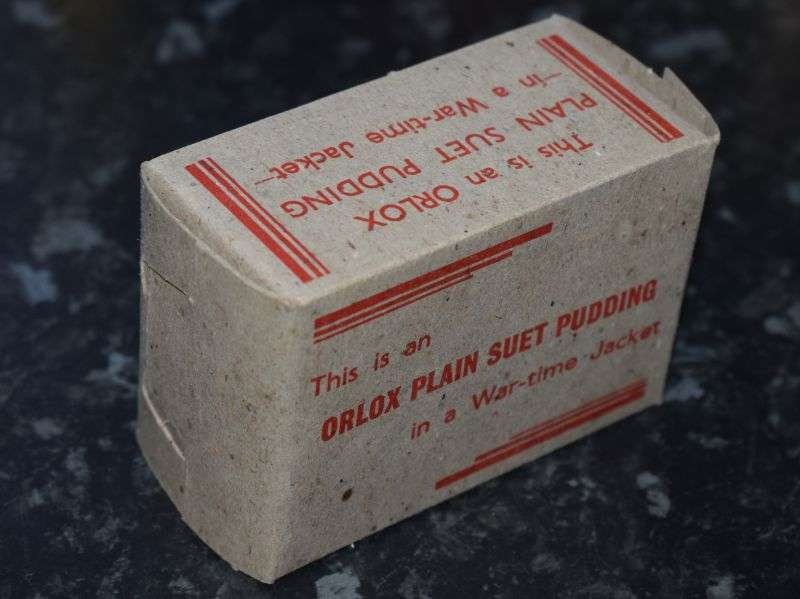 This is an ORLOX
PLAIN SUET PUDDING
—in a War-time Jacket—
This is an
ORLOX PLAIN SUET PUDDING
in a War-time Jacket